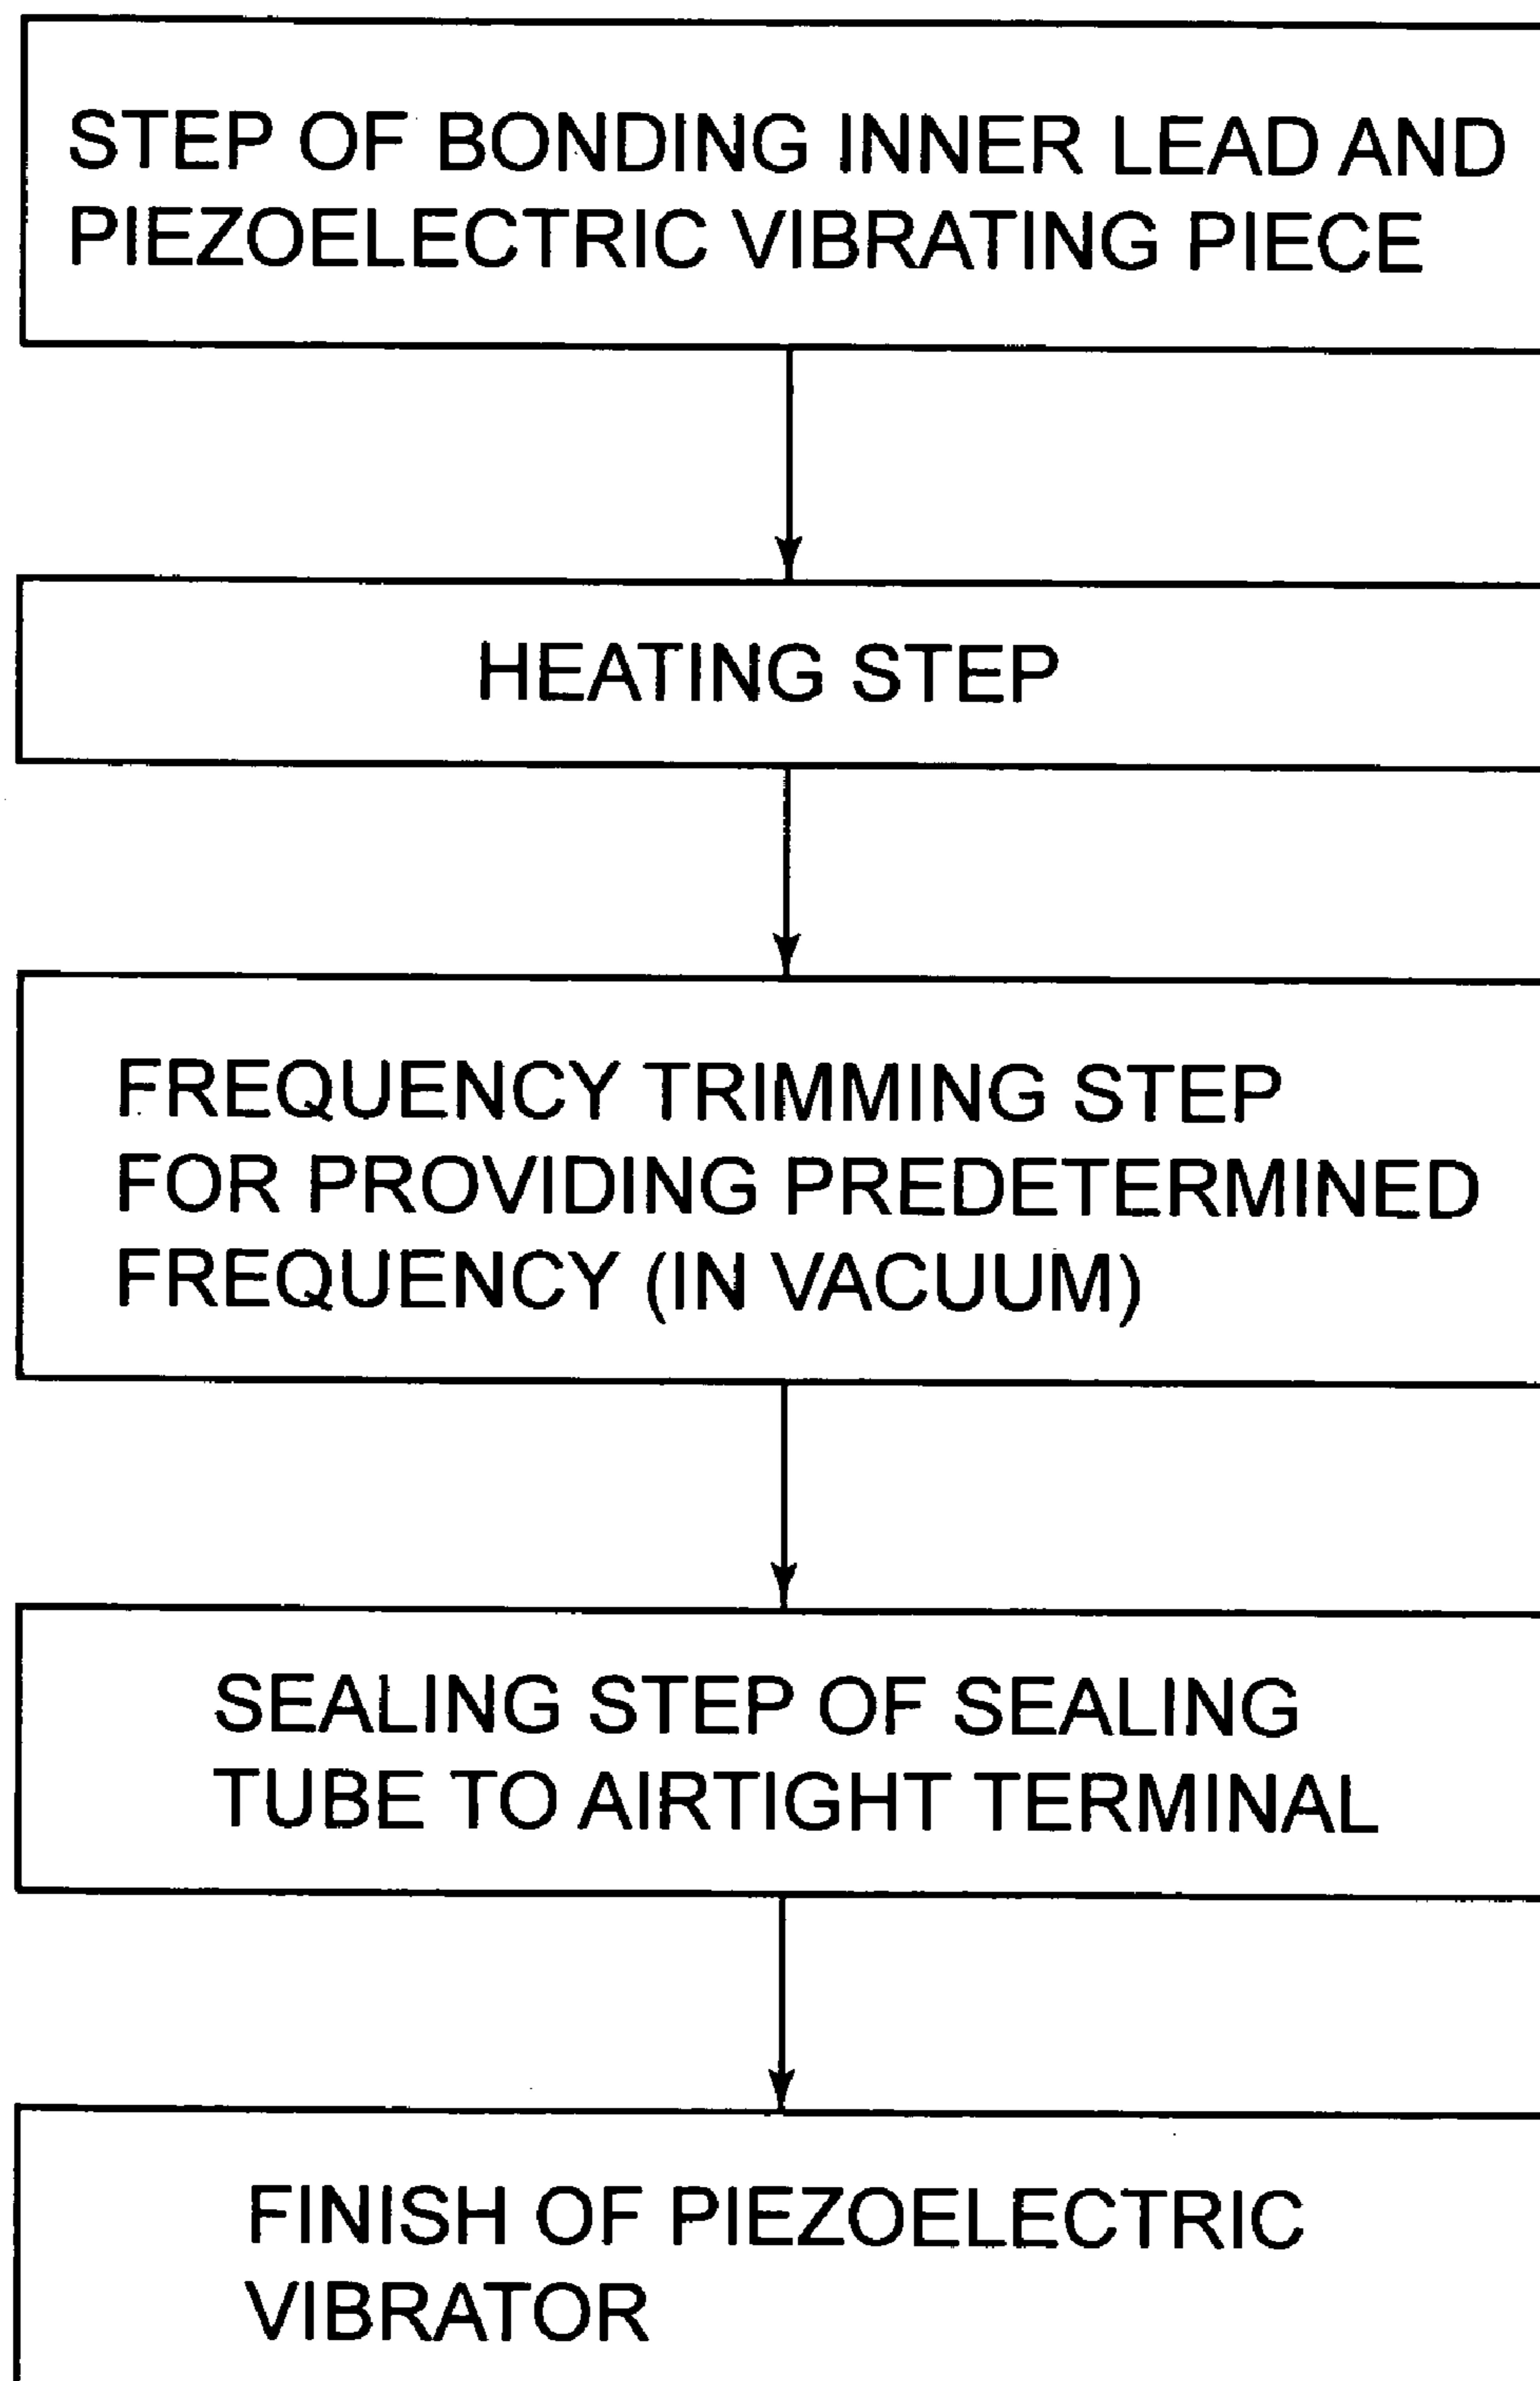 STEP OF BONDING INNER LEAD AND
PIEZOELECTRIC VIBRATING PIECE
HEATING STEP
FREQUENCY TRIMMING STEP
FOR PROVIDING PREDETERMINED
FREQUENCY (IN VACUUM)
SEALING STEP OF SEALING
TUBE TO AIRTIGHT TERMINAL
FINISH OF PIEZOELECTRIC
VIBRATOR